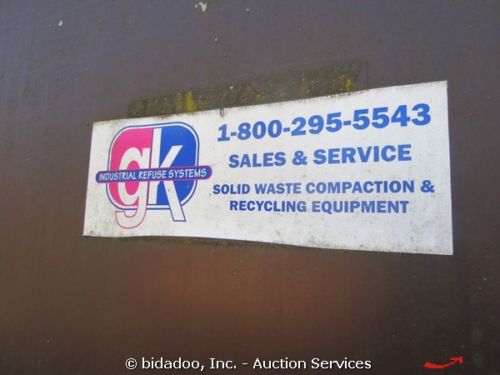 gk
INDUSTRIAL REFUSE SYSTEMS
1-800-295-5543
SALES & SERVICE
SOLID WASTE COMPACTION &
RECYCLING EQUIPMENT
© bidadoo, Inc. - Auction Services